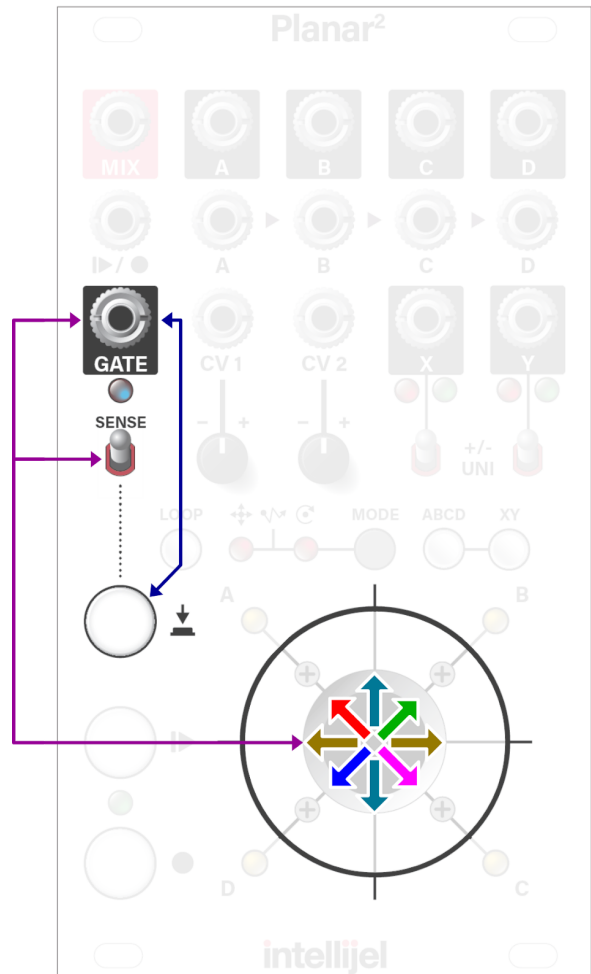 Planar²
MIX A B C D
/ A B C D
GATE CV 1 CV 2 X Y
SENSE - + - + +/-
UNI
LOOP MODE ABCD XY
A B
D C
intellijel